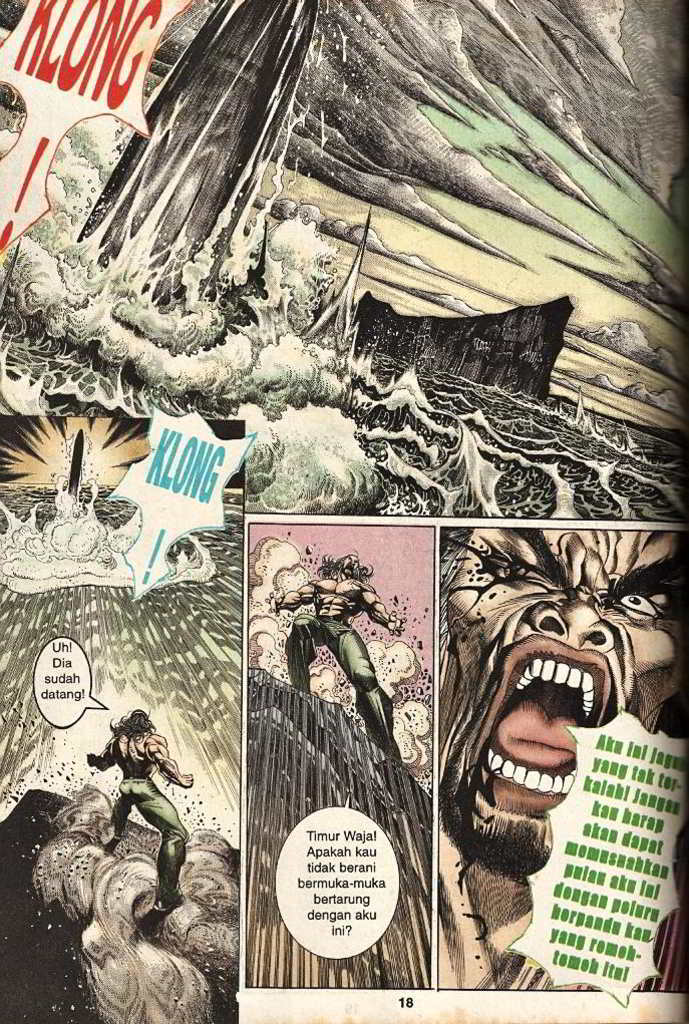 KLONG
!
KLONG
!
Uh!
Dia
sudah
datang!
Timur Waja!
Apakah kau
tidak berani
bermuka-muka
bertarung
dengan aku
ini?
Aku ini jaguh
yang tak ter-
kalah! Jangan
kau harap
akan dapat
memusnahkan
pulau aku ini
dengan peluru
berpandu kau
yang remeh-
temeh itu!
18